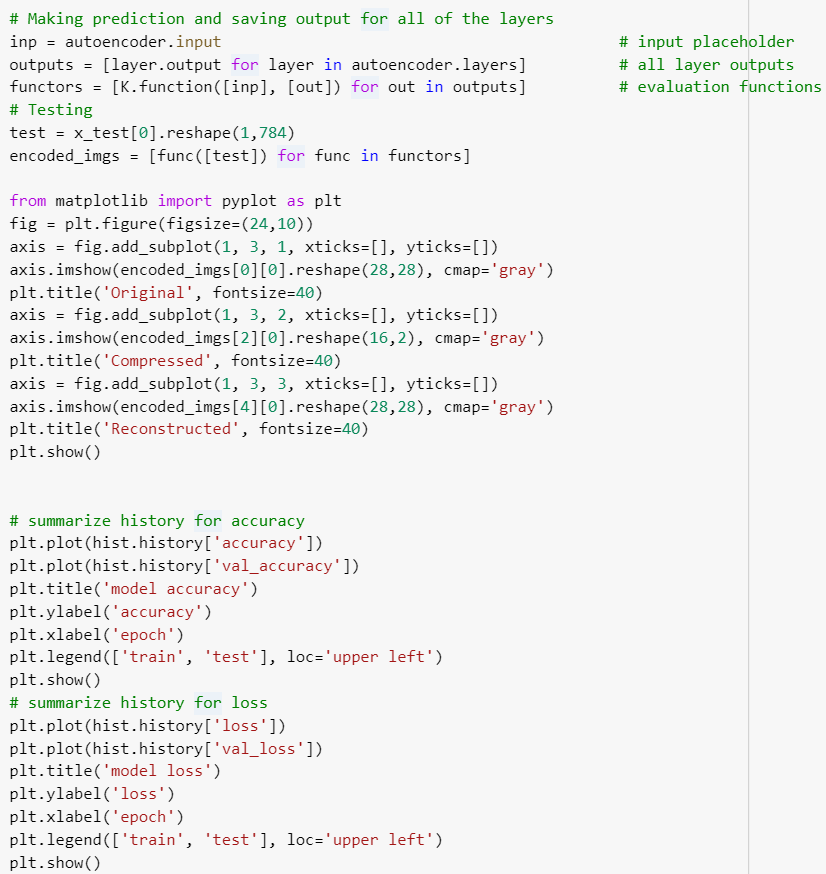 # Making prediction and saving output for all of the layers
inp = autoencoder.input                                           # input placeholder
outputs = [layer.output for layer in autoencoder.layers]          # all layer outputs
functors = [K.function([inp], [out]) for out in outputs]          # evaluation functions
# Testing
test = x_test[0].reshape(1,784)
encoded_imgs = [func([test]) for func in functors]

from matplotlib import pyplot as plt
fig = plt.figure(figsize=(24,10))
axis = fig.add_subplot(1, 3, 1, xticks=[], yticks=[])
axis.imshow(encoded_imgs[0][0].reshape(28,28), cmap='gray')
plt.title('Original', fontsize=40)
axis = fig.add_subplot(1, 3, 2, xticks=[], yticks=[])
axis.imshow(encoded_imgs[2][0].reshape(16,2), cmap='gray')
plt.title('Compressed', fontsize=40)
axis = fig.add_subplot(1, 3, 3, xticks=[], yticks=[])
axis.imshow(encoded_imgs[4][0].reshape(28,28), cmap='gray')
plt.title('Reconstructed', fontsize=40)
plt.show()


# summarize history for accuracy
plt.plot(hist.history['accuracy'])
plt.plot(hist.history['val_accuracy'])
plt.title('model accuracy')
plt.ylabel('accuracy')
plt.xlabel('epoch')
plt.legend(['train', 'test'], loc='upper left')
plt.show()
# summarize history for loss
plt.plot(hist.history['loss'])
plt.plot(hist.history['val_loss'])
plt.title('model loss')
plt.ylabel('loss')
plt.xlabel('epoch')
plt.legend(['train', 'test'], loc='upper left')
plt.show()